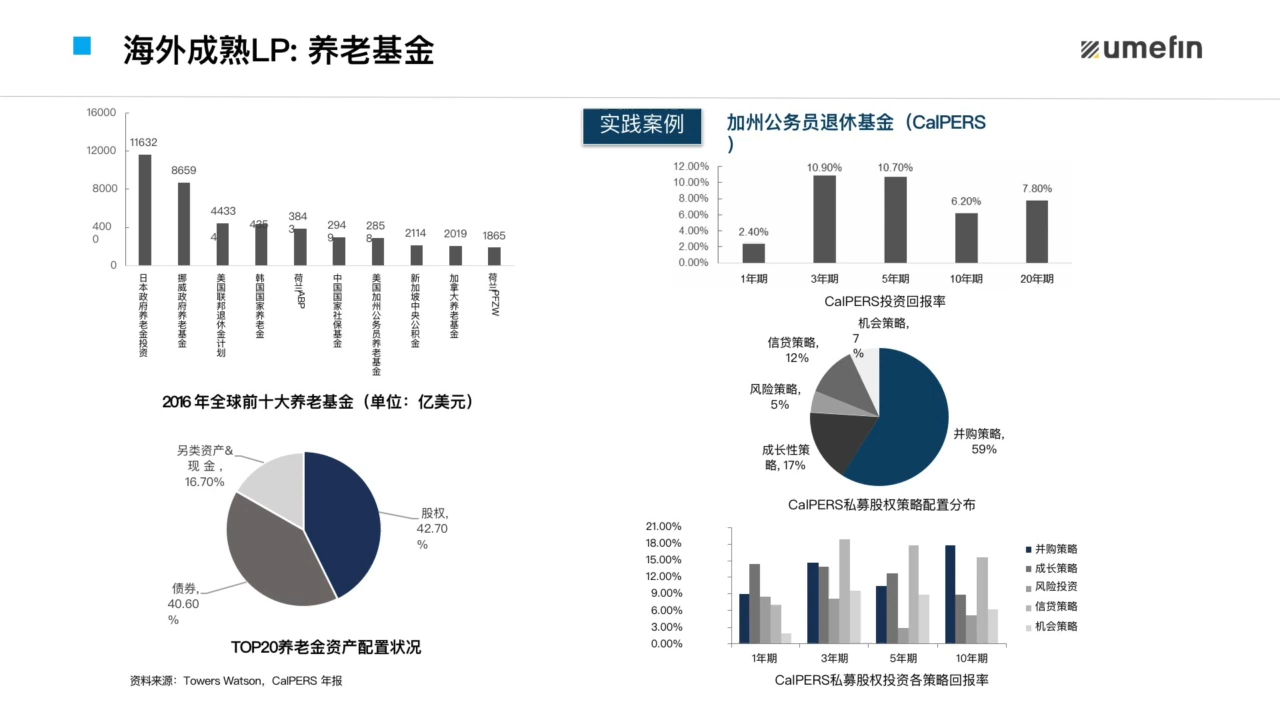 海外成熟LP: 养老基金
umefin
16000
12000
8000
400
0
0
11632
8659
4433
384
3
294
9
285
8
2114
2019
1865
日本政府养老金投资
挪威政府养老基金
美国联邦退休金计划
韩国国家养老金
荷兰ABP
中国国家社保基金
美国加州公务员养老基金
新加坡中央公积金
加拿大养老基金
荷兰PFZW
2016 年全球前十大养老基金（单位：亿美元）
另类资产&
现 金 ,
16.70%
股权,
42.70
%
债券,
40.60
%
TOP20养老金资产配置状况
资料来源：Towers Watson，CalPERS 年报
实践案例
加州公务员退休基金（CalPERS
）
12.00%
10.00%
8.00%
6.00%
4.00%
2.00%
0.00%
2.40%
10.90%
10.70%
6.20%
7.80%
1年期
3年期
5年期
10年期
20年期
CalPERS投资回报率
机会策略,
7
%
信贷策略,
12%
风险策略,
5%
成长性策
略, 17%
并购策略,
59%
CalPERS私募股权策略配置分布
21.00%
18.00%
15.00%
12.00%
9.00%
6.00%
3.00%
0.00%
1年期
3年期
5年期
10年期
并购策略
成长策略
风险投资
信贷策略
机会策略
CalPERS私募股权投资各策略回报率